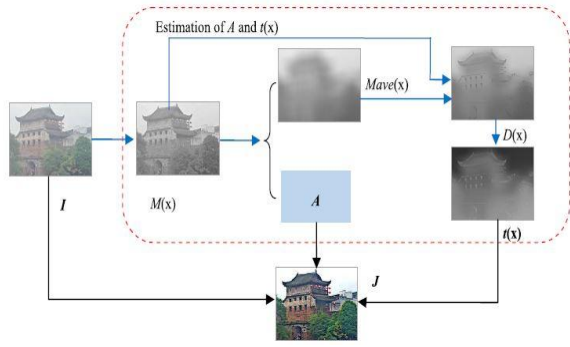 Estimation of A and t(x)
Mave(x)
D(x)
I
M(x)
A
t(x)
J